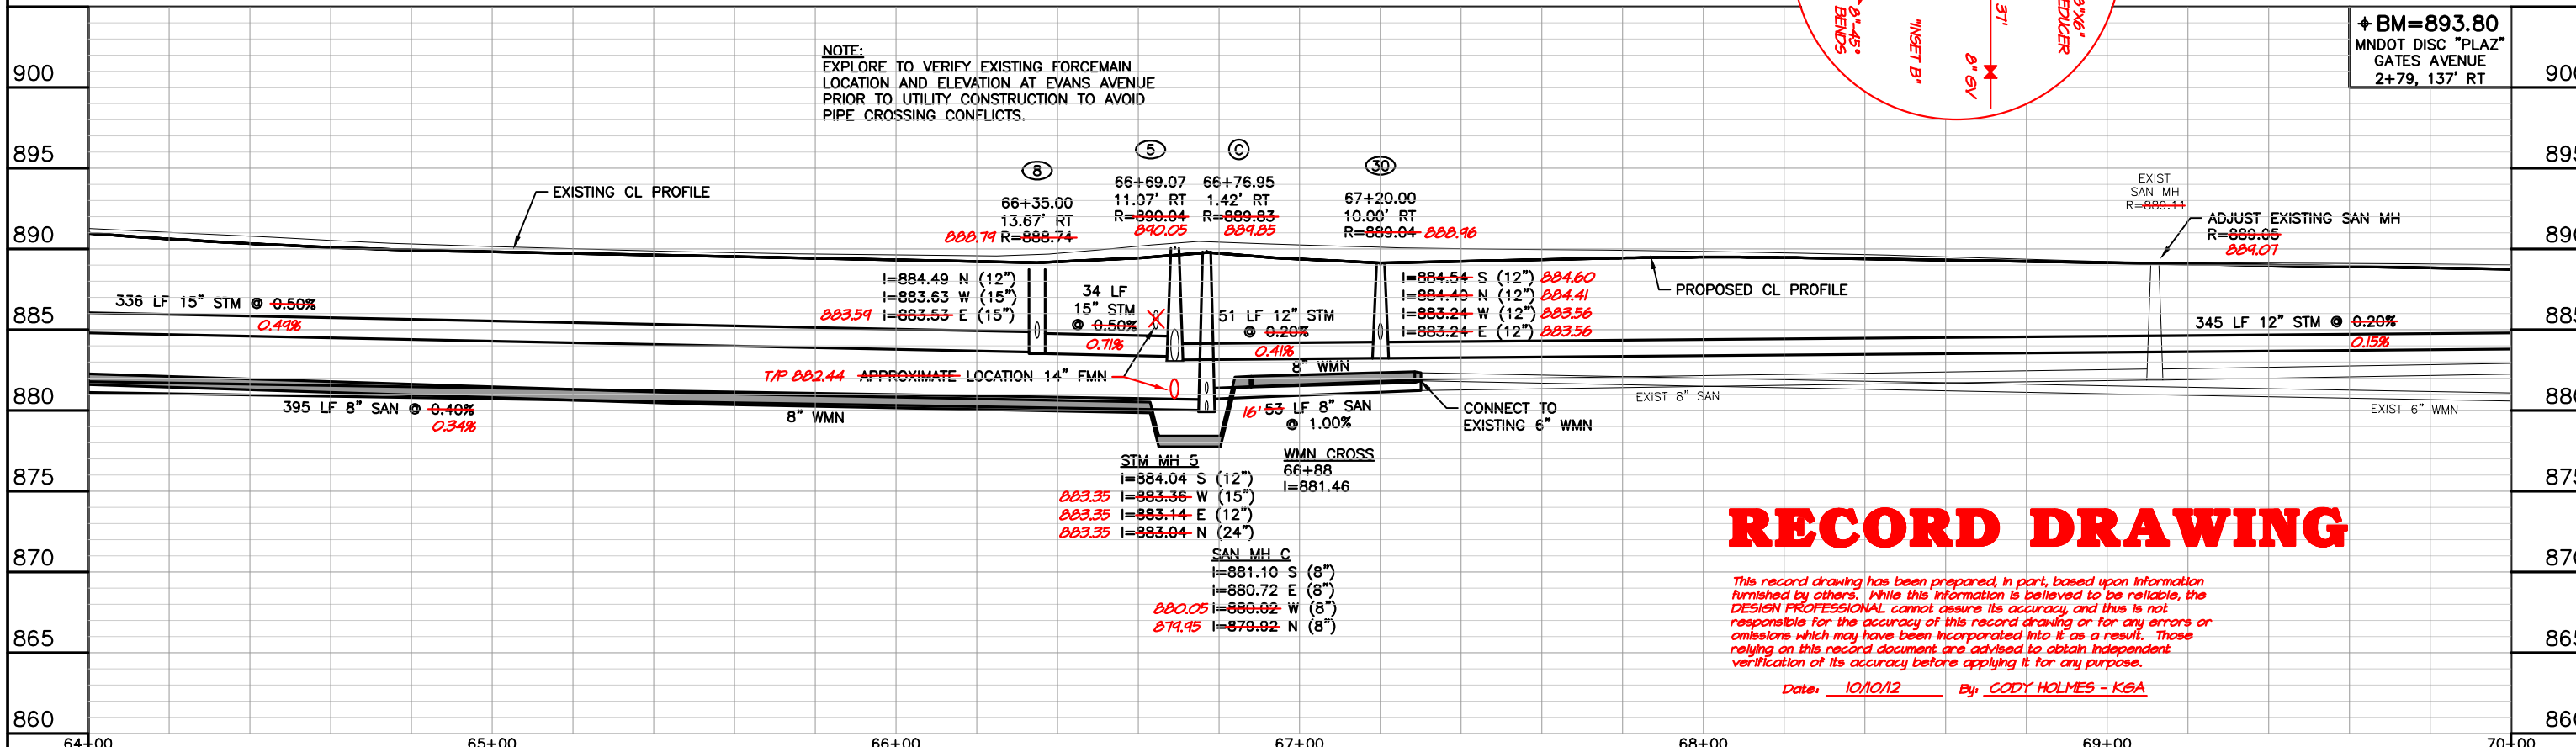 8"-45°
BENDS
"INSET B"
8" GV
37'
8"X6"
REDUCER
BM=893.80
MNDOT DISC "PLAZ"
GATES AVENUE
2+79, 137' RT
NOTE:
EXPLORE TO VERIFY EXISTING FORCEMAIN
LOCATION AND ELEVATION AT EVANS AVENUE
PRIOR TO UTILITY CONSTRUCTION TO AVOID
PIPE CROSSING CONFLICTS.
900
895
890
885
880
875
870
865
860
EXISTING CL PROFILE
8
66+35.00
13.67' RT
888.79 R=888.74
5
66+69.07
11.07' RT
R=890.04
890.05
C
66+76.95
1.42' RT
R=889.83
889.85
30
67+20.00
10.00' RT
R=889.04 888.96
EXIST
SAN MH
R=889.11
ADJUST EXISTING SAN MH
R=889.05
889.07
PROPOSED CL PROFILE
336 LF 15" STM @ 0.50%
0.49%
I=884.49 N (12")
I=883.63 W (15")
883.59 I=883.53 E (15")
34 LF
15" STM
@ 0.50%
0.71%
51 LF 12" STM
@ 0.20%
0.41%
I=884.54 S (12") 884.60
I=884.40 N (12") 884.41
I=883.24 W (12") 883.56
I=883.24 E (12") 883.56
345 LF 12" STM @ 0.20%
0.15%
T/P 882.44 APPROXIMATE LOCATION 14" FMN
8" WMN
395 LF 8" SAN @ 0.40%
0.34%
8" WMN
16' 53 LF 8" SAN
@ 1.00%
CONNECT TO
EXISTING 6" WMN
EXIST 8" SAN
EXIST 6" WMN
STM MH 5
I=884.04 S (12")
883.35 I=883.36 W (15")
883.35 I=883.14 E (12")
883.35 I=883.04 N (24")
WMN CROSS
66+88
I=881.46
SAN MH C
I=881.10 S (8")
I=880.72 E (8")
880.05 I=880.02 W (8")
879.95 I=879.92 N (8")
RECORD DRAWING
This record drawing has been prepared, in part, based upon information
furnished by others. While this information is believed to be reliable, the
DESIGN PROFESSIONAL cannot assure its accuracy, and thus is not
responsible for the accuracy of this record drawing or for any errors or
omissions which may have been incorporated into it as a result. Those
relying on this record document are advised to obtain independent
verification of its accuracy before applying it for any purpose.
Date: 10/10/12 By: CODY HOLMES - KGA
64+00 65+00 66+00 67+00 68+00 69+00 70+00